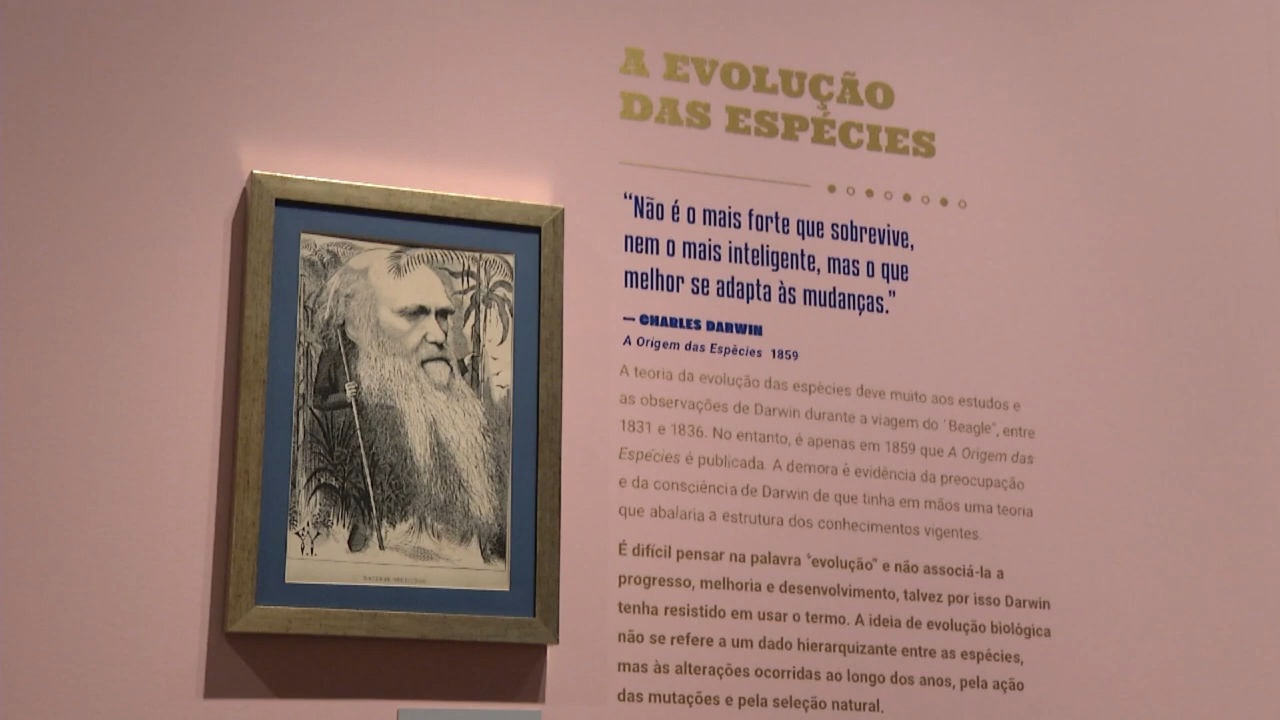 A EVOLUÇÃO
DAS ESPÉCIES
“Não é o mais forte que sobrevive,
nem o mais inteligente, mas o que
melhor se adapta às mudanças.”
— CHARLES DARWIN
A Origem das Espècies 1859
A teoria da evolução das espècies deve muito aos estudos e
as observações de Darwin durante a viagem do "Beagle", entre
1831 e 1836. No entanto, é apenas em 1859 que A Origem das
Espécies é publicada. A demora è evidência da preocupação
e da consciência de Darwin de que tinha em mãos uma teoria
que abalaria a estrutura dos conhecimentos vigentes.
É difícil pensar na palavra "evolução" e não associá-la a
progresso, melhoria e desenvolvimento, talvez por isso Darwin
tenha resistido em usar o termo. A ideia de evolução biológica
não se refere a um dado hierarquizante entre as espécies,
mas às alterações ocorridas ao longo dos anos, pela ação
das mutações e pela seleção natural.